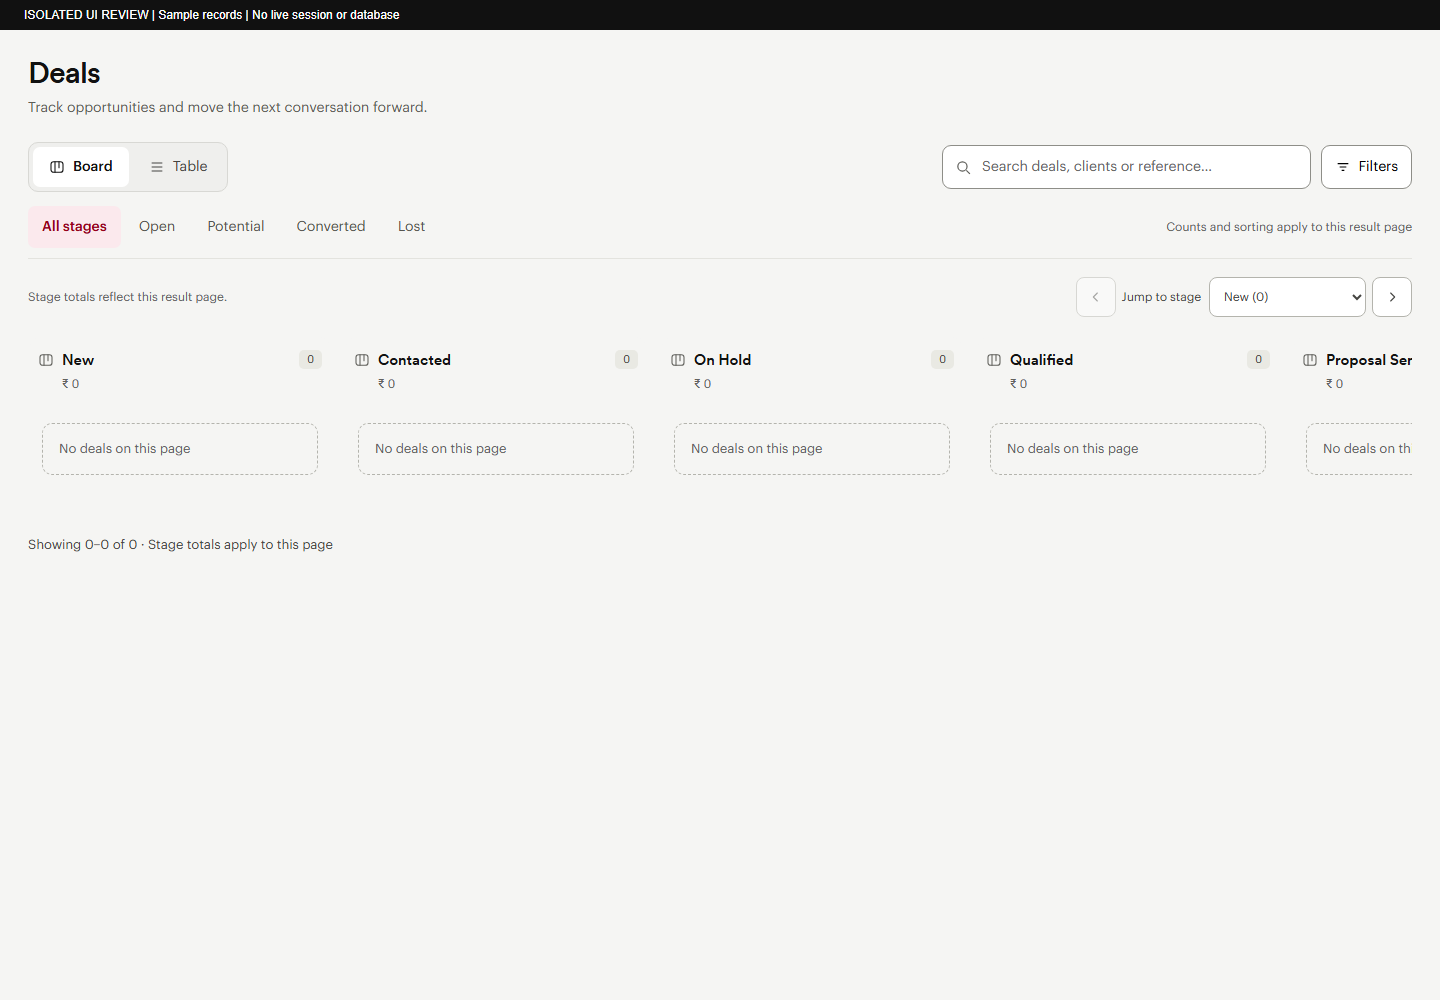 ISOLATED UI REVIEW | Sample records | No live session or database
Deals
Track opportunities and move the next conversation forward.
Board
Table
Search deals, clients or reference...
Filters
All stages
Open
Potential
Converted
Lost
Counts and sorting apply to this result page
Stage totals reflect this result page.
Jump to stage
New (0)
New
0
₹ 0
No deals on this page
Contacted
0
₹ 0
No deals on this page
On Hold
0
₹ 0
No deals on this page
Qualified
0
₹ 0
No deals on this page
Proposal Ser
₹ 0
No deals on th
Showing 0–0 of 0 · Stage totals apply to this page